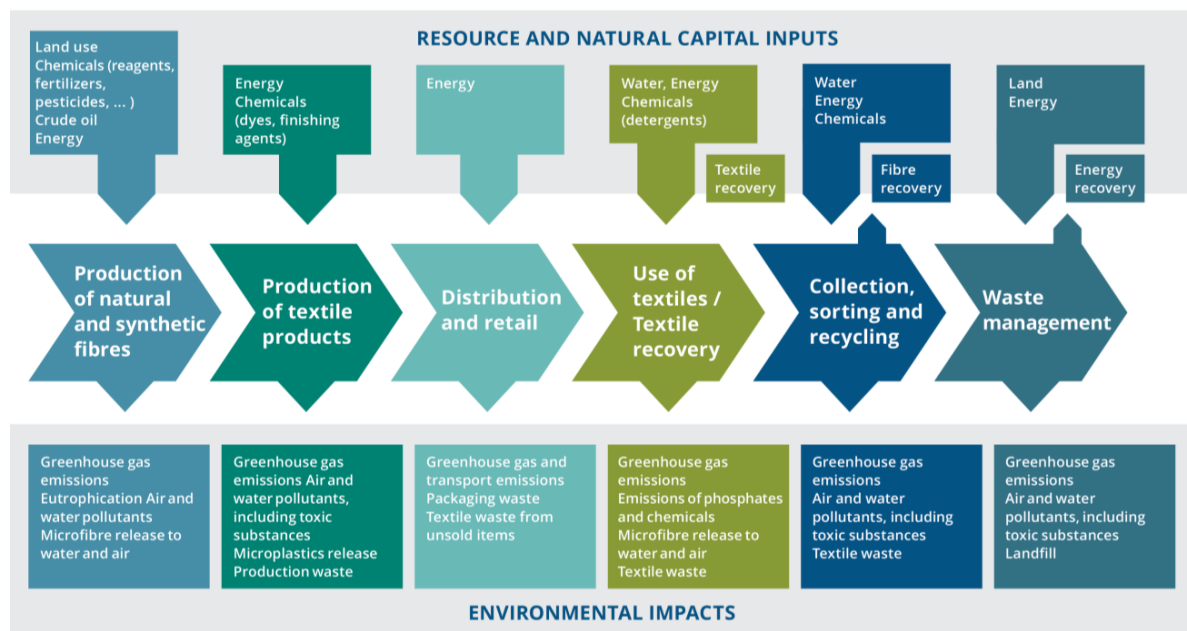 RESOURCE AND NATURAL CAPITAL INPUTS
Land use
Chemicals (reagents,
fertilizers,
pesticides, ... )
Crude oil
Energy
Energy
Chemicals
(dyes, finishing
agents)
Energy
Water, Energy
Chemicals
(detergents)
Textile
recovery
Water
Energy
Chemicals
Fibre
recovery
Land
Energy
Energy
recovery
Production
of natural
and synthetic
fibres
Production
of textile
products
Distribution
and retail
Use of
textiles /
Textile
recovery
Collection,
sorting and
recycling
Waste
management
Greenhouse gas
emissions
Eutrophication Air and
water pollutants
Microfibre release to
water and air
Greenhouse gas
emissions Air and
water pollutants,
including toxic
substances
Microplastics release
Production waste
Greenhouse gas and
transport emissions
Packaging waste
Textile waste from
unsold items
Greenhouse gas
emissions
Emissions of phosphates
and chemicals
Microfibre release to
water and air
Textile waste
Greenhouse gas
emissions
Air and water
pollutants, including
toxic substances
Textile waste
Greenhouse gas
emissions
Air and water
pollutants, including
toxic substances
Landfill
ENVIRONMENTAL IMPACTS